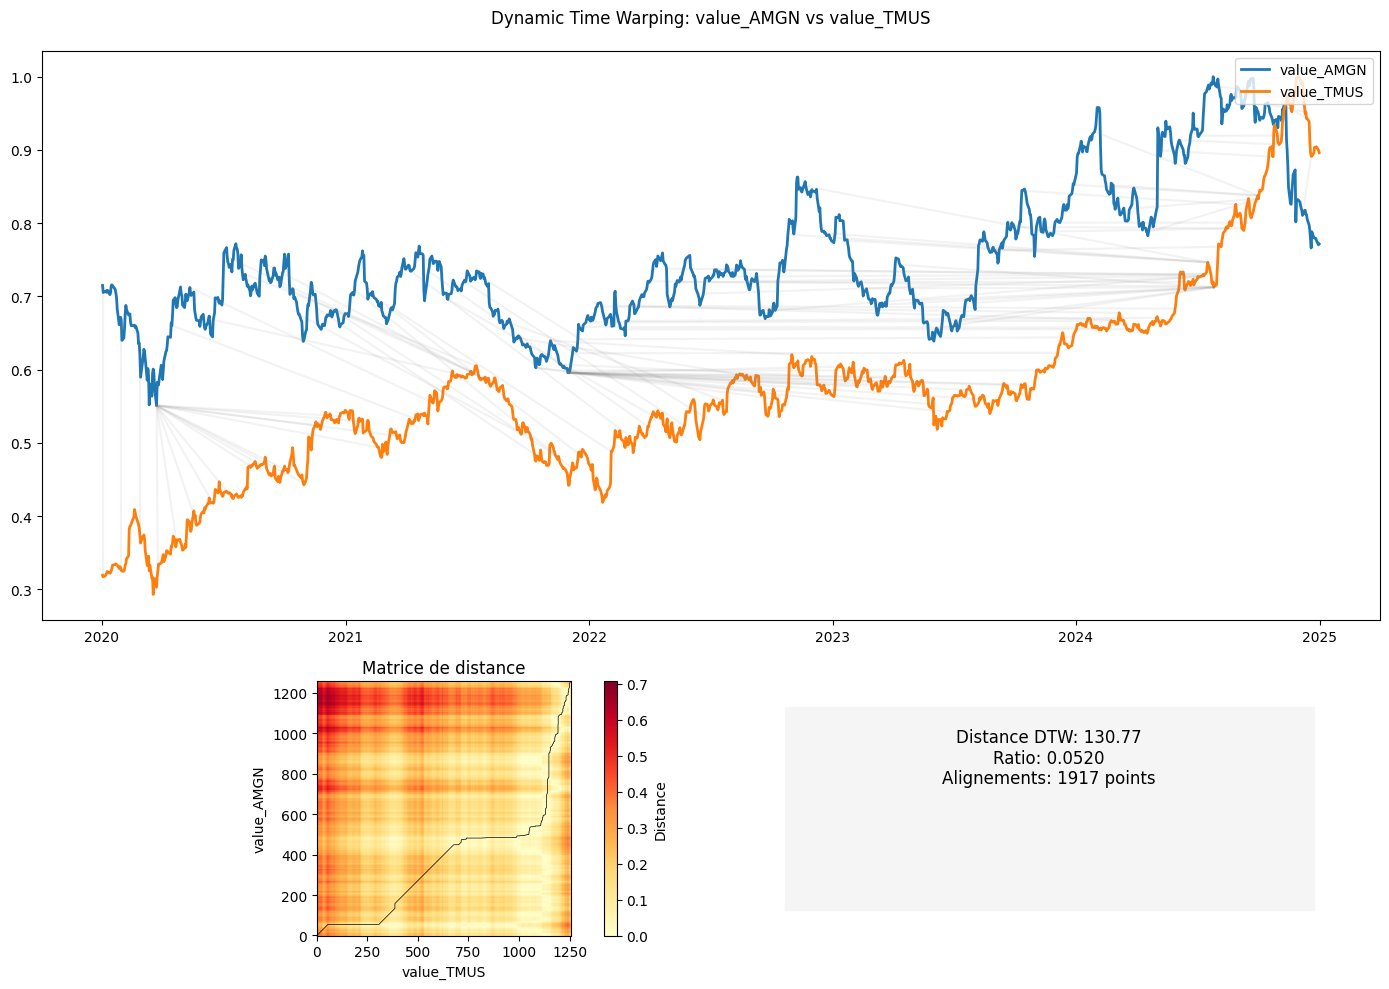 Dynamic Time Warping: value_AMGN vs value_TMUS
value_AMGN
value_TMUS
1.0
0.9
0.8
0.7
0.6
0.5
0.4
0.3
2020 2021 2022 2023 2024 2025
Matrice de distance
value_AMGN
1200
1000
800
600
400
200
0
0 250 500 750 1000 1250
value_TMUS
0.7
0.6
0.5
0.4
0.3
0.2
0.1
0.0
Distance
Distance DTW: 130.77
Ratio: 0.0520
Alignements: 1917 points